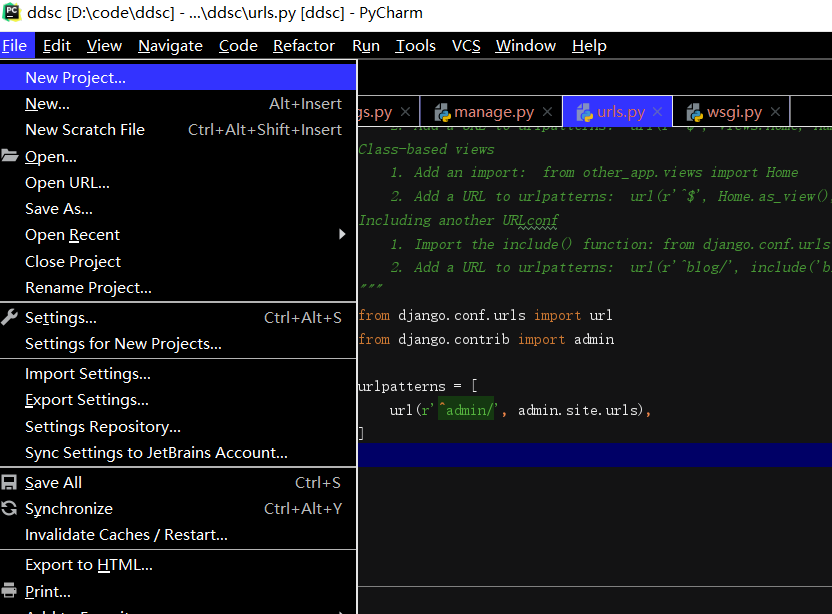 ddsc [D:\code\ddsc] - ...\ddsc\urls.py [ddsc] - PyCharm
File Edit View Navigate Code Refactor Run Tools VCS Window Help
New Project...
New... Alt+Insert
New Scratch File Ctrl+Alt+Shift+Insert
Open...
Open URL...
Save As...
Open Recent
Close Project
Rename Project...
Settings... Ctrl+Alt+S
Settings for New Projects...
Import Settings...
Export Settings...
Settings Repository...
Sync Settings to JetBrains Account...
Save All Ctrl+S
Synchronize Ctrl+Alt+Y
Invalidate Caches / Restart...
Export to HTML...
Print...
gs.py manage.py urls.py wsgi.py
2. Add a URL to urlpatterns: url(r'^$', views.Home,
Class-based views
1. Add an import: from other_app.views import Home
2. Add a URL to urlpatterns: url(r'^$', Home.as_view(),
Including another URLconf
1. Import the include() function: from django.conf.urls
2. Add a URL to urlpatterns: url(r'^blog/', include('b
"""
from django.conf.urls import url
from django.contrib import admin
urlpatterns = [
url(r'^admin/', admin.site.urls),
]